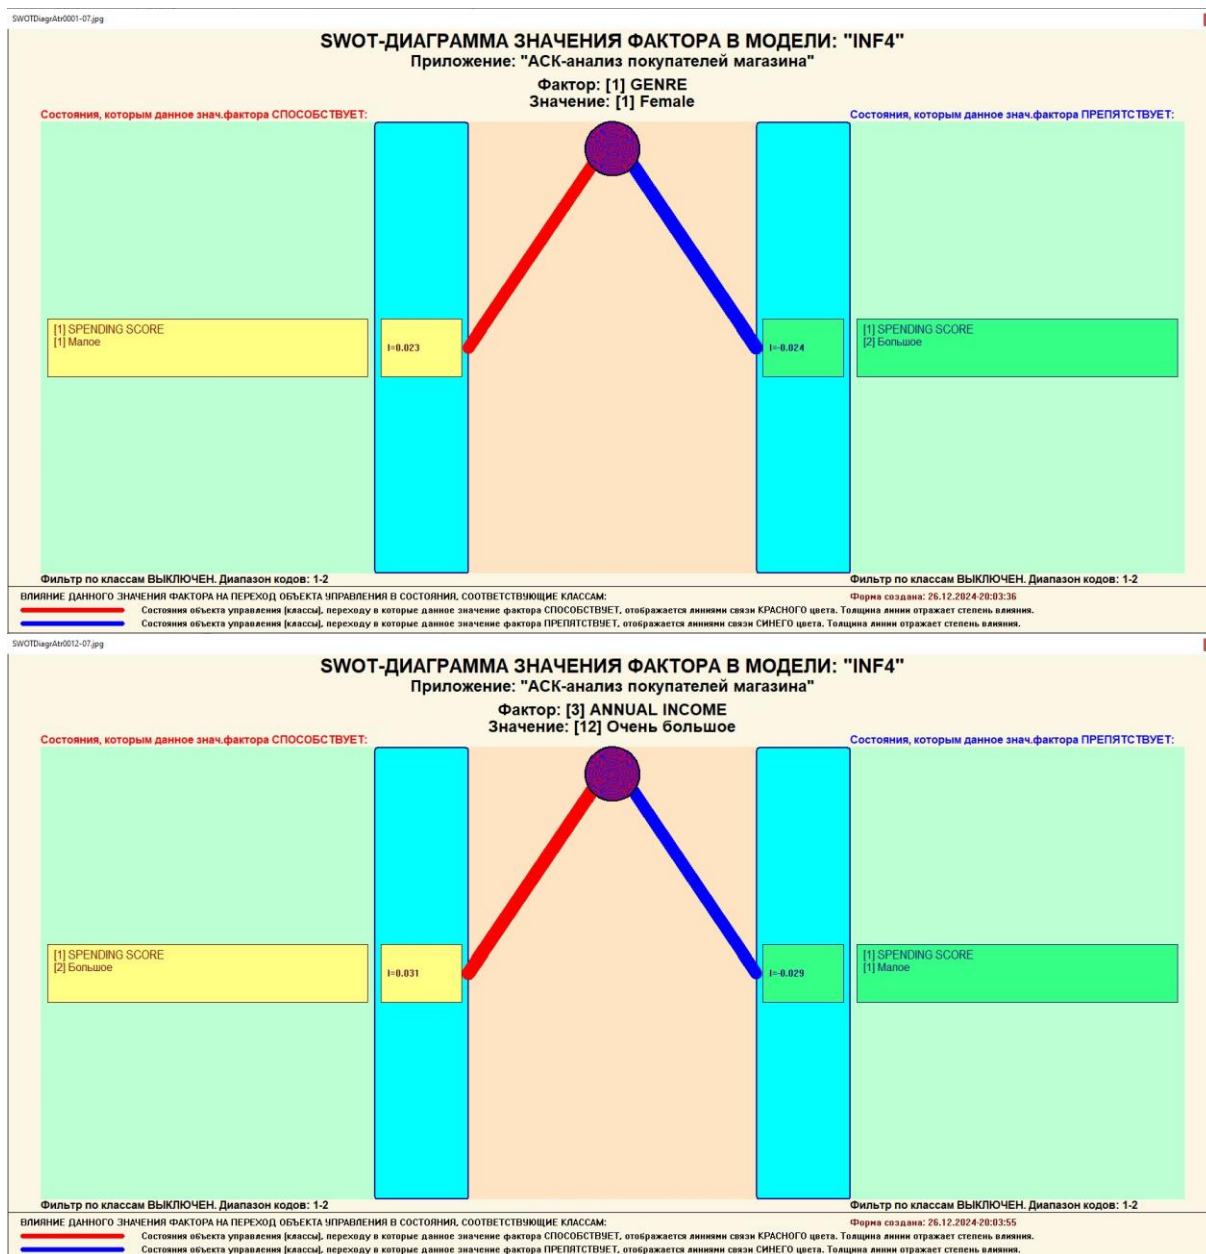 SWOTDiagrAtr0001-07.jpg
SWOT-ДИАГРАММА ЗНАЧЕНИЯ ФАКТОРА В МОДЕЛИ: "INF4"
Приложение: "АСК-анализ покупателей магазина"
Фактор: [1] GENRE
Значение: [1] Female
Состояния, которым данное знач.фактора СПОСОБСТВУЕТ:
Состояния, которым данное знач.фактора ПРЕПЯТСТВУЕТ:
[1] SPENDING SCORE
[1] Малое
I=0.023
I=-0.024
[1] SPENDING SCORE
[2] Большое
Фильтр по классам ВЫКЛЮЧЕН. Диапазон кодов: 1-2
Фильтр по классам ВЫКЛЮЧЕН. Диапазон кодов: 1-2
ВЛИЯНИЕ ДАННОГО ЗНАЧЕНИЯ ФАКТОРА НА ПЕРЕХОД ОБЪЕКТА УПРАВЛЕНИЯ В СОСТОЯНИЯ, СООТВЕТСТВУЮЩИЕ КЛАССАМ:
Форма создана: 26.12.2024-20:03:36
Состояния объекта управления (классы), переходу в которые данное значение фактора СПОСОБСТВУЕТ, отображается линиями связи КРАСНОГО цвета. Толщина линии отражает степень влияния.
Состояния объекта управления (классы), переходу в которые данное значение фактора ПРЕПЯТСТВУЕТ, отображается линиями связи СИНЕГО цвета. Толщина линии отражает степень влияния.
SWOTDiagrAtr0012-07.jpg
SWOT-ДИАГРАММА ЗНАЧЕНИЯ ФАКТОРА В МОДЕЛИ: "INF4"
Приложение: "АСК-анализ покупателей магазина"
Фактор: [3] ANNUAL INCOME
Значение: [12] Очень большое
Состояния, которым данное знач.фактора СПОСОБСТВУЕТ:
Состояния, которым данное знач.фактора ПРЕПЯТСТВУЕТ:
[1] SPENDING SCORE
[2] Большое
I=0.031
I=-0.029
[1] SPENDING SCORE
[1] Малое
Фильтр по классам ВЫКЛЮЧЕН. Диапазон кодов: 1-2
Фильтр по классам ВЫКЛЮЧЕН. Диапазон кодов: 1-2
ВЛИЯНИЕ ДАННОГО ЗНАЧЕНИЯ ФАКТОРА НА ПЕРЕХОД ОБЪЕКТА УПРАВЛЕНИЯ В СОСТОЯНИЯ, СООТВЕТСТВУЮЩИЕ КЛАССАМ:
Форма создана: 26.12.2024-20:03:55
Состояния объекта управления (классы), переходу в которые данное значение фактора СПОСОБСТВУЕТ, отображается линиями связи КРАСНОГО цвета. Толщина линии отражает степень влияния.
Состояния объекта управления (классы), переходу в которые данное значение фактора ПРЕПЯТСТВУЕТ, отображается линиями связи СИНЕГО цвета. Толщина линии отражает степень влияния.